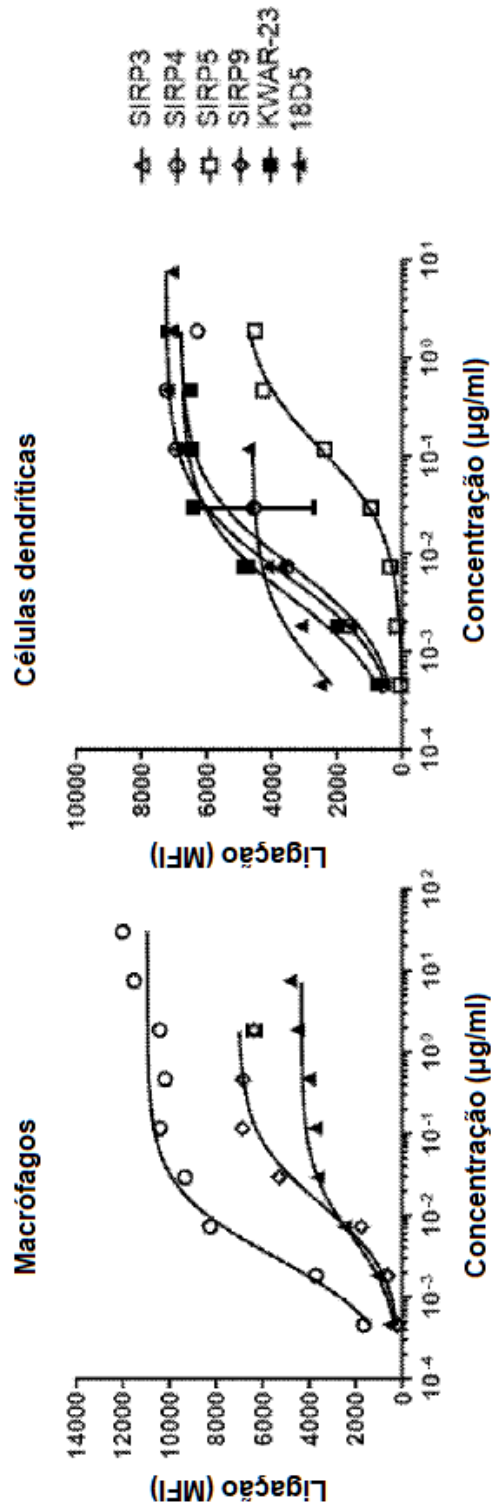 Macrófagos
Ligação (MFI)
14000
12000
10000
8000
6000
4000
2000
0
10-4 10-3 10-2 10-1 100 101 102
Concentração (µg/ml)
Células dendríticas
Ligação (MFI)
10000
8000
6000
4000
2000
0
10-4 10-3 10-2 10-1 100 101
Concentração (µg/ml)
SIRP3
SIRP4
SIRP5
SIRP9
KWAR-23
18D5